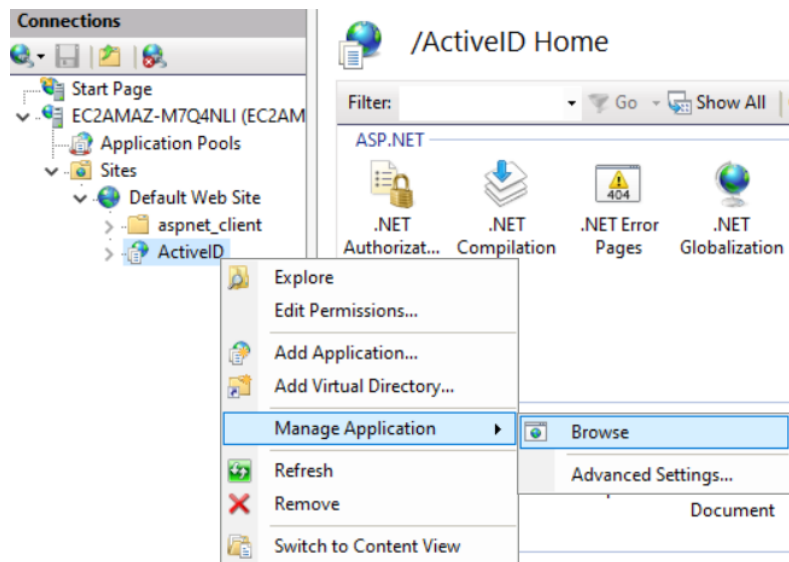 Connections
Start Page
EC2AMAZ-M7Q4NLI (EC2AM
Application Pools
Sites
Default Web Site
aspnet_client
ActiveID
/ActiveID Home
Filter:
Go
Show All
ASP.NET
.NET
Authorizat...
.NET
Compilation
404
.NET Error
Pages
.NET
Globalization
Explore
Edit Permissions...
Add Application...
Add Virtual Directory...
Manage Application
Browse
Refresh
Advanced Settings...
Remove
Document
Switch to Content View